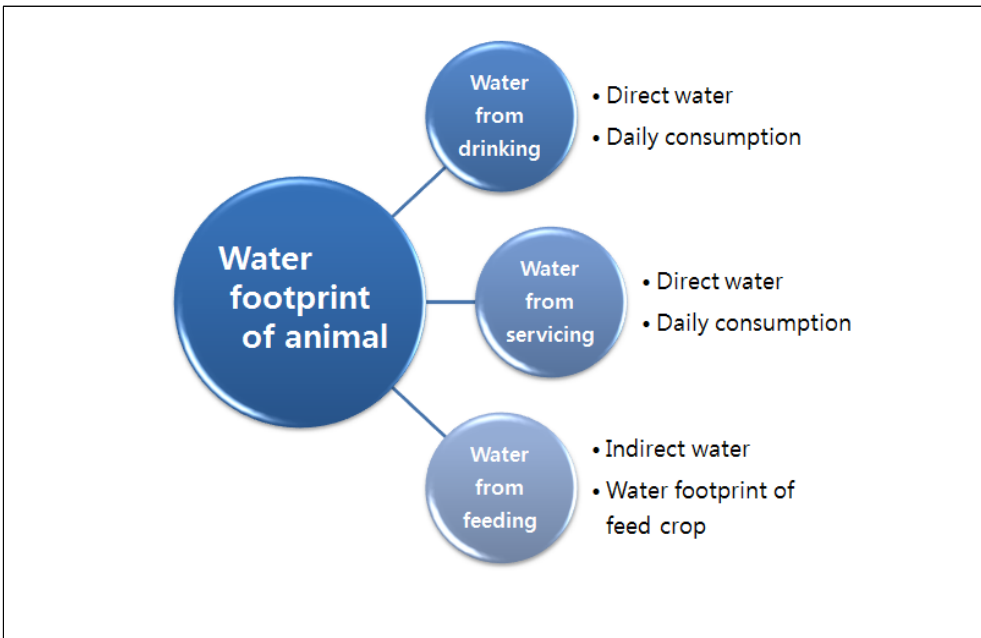 Water
footprint
of animal
Water
from
drinking
• Direct water
• Daily consumption
Water
from
servicing
• Direct water
• Daily consumption
Water
from
feeding
• Indirect water
• Water footprint of
feed crop